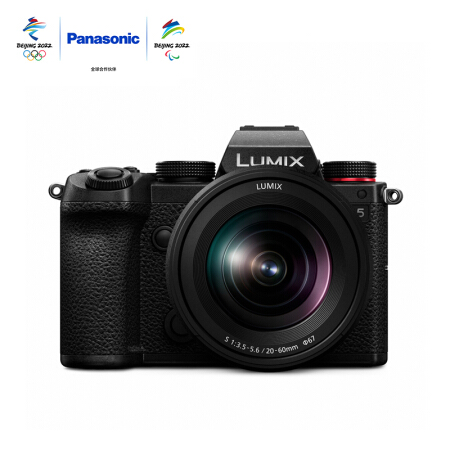 BEIJING 2022
Panasonic
BEIJING 2022
全球合作伙伴
LUMIX
LUMIX
5
S 1:3.5-5.6 / 20-60mm Φ67